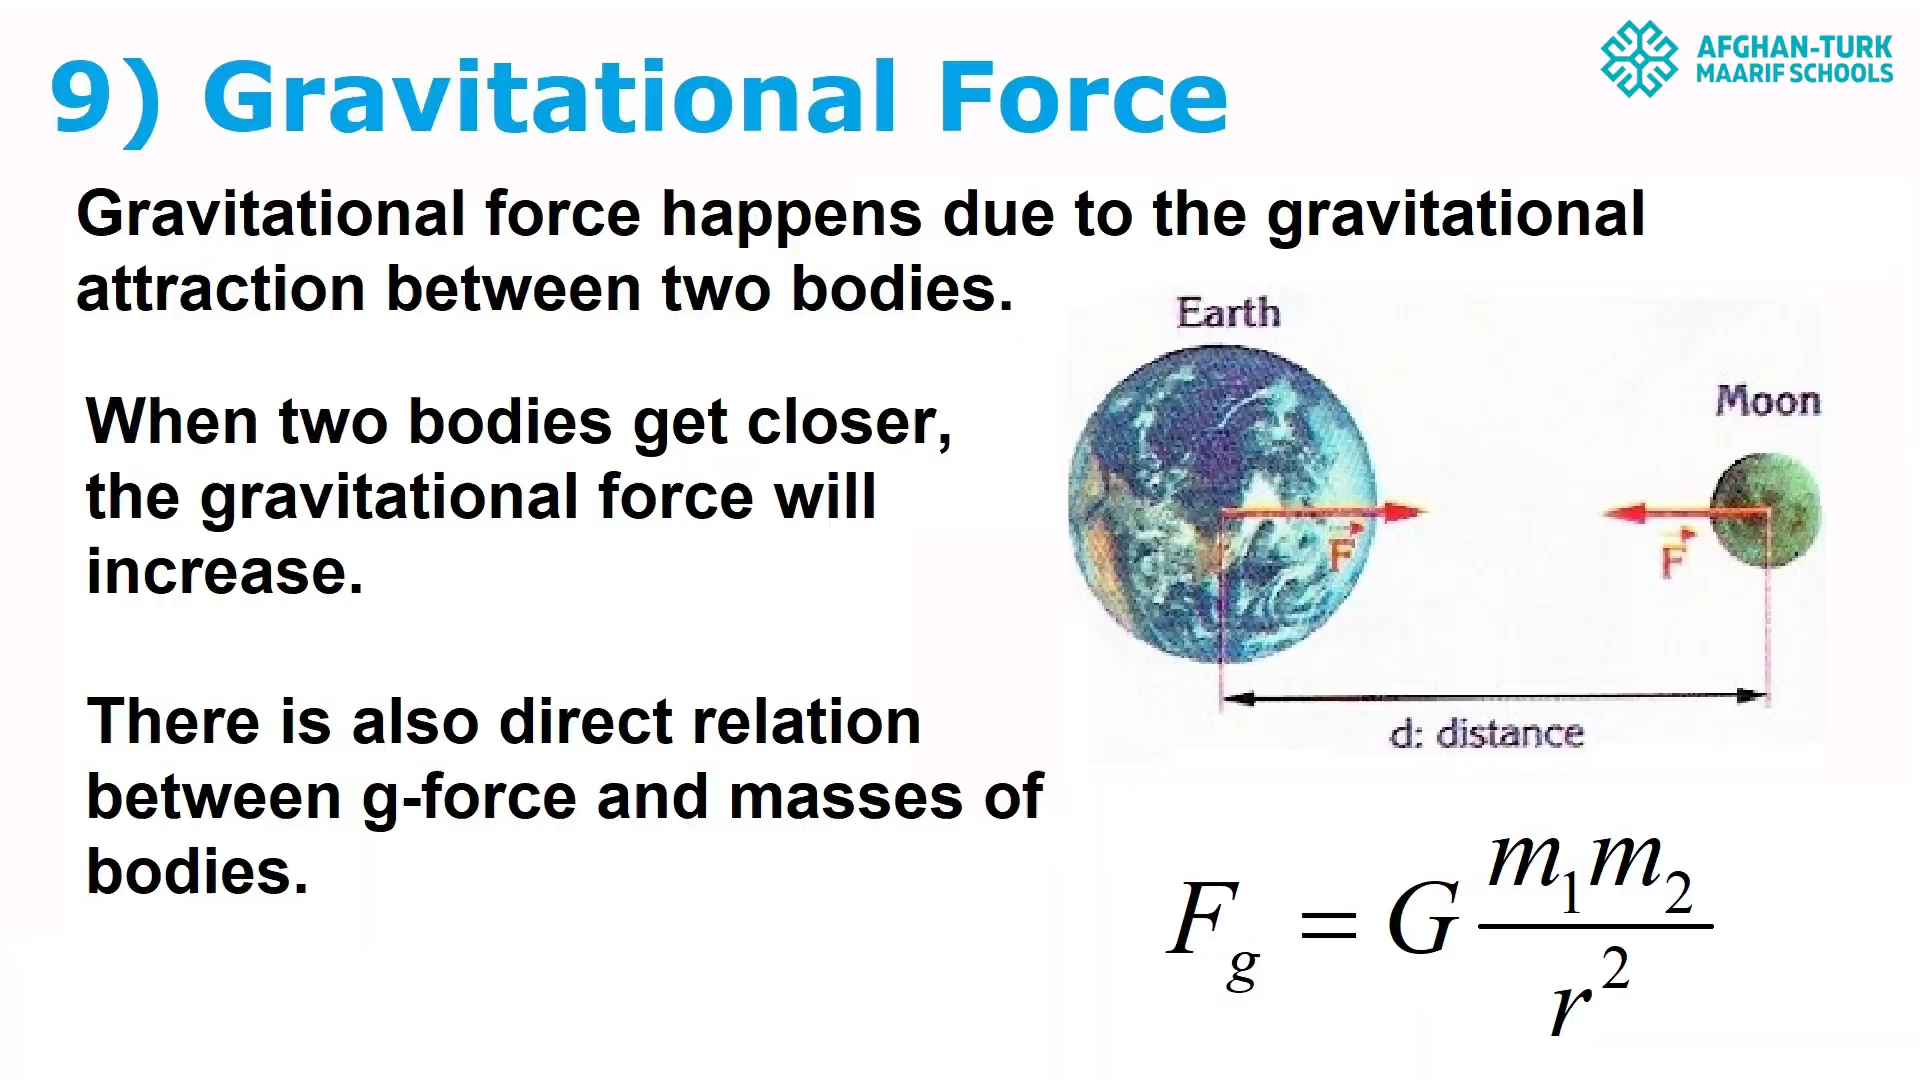 9) Gravitational Force
AFGHAN-TURK
MAARIF SCHOOLS
Gravitational force happens due to the gravitational
attraction between two bodies.
When two bodies get closer,
the gravitational force will
increase.
There is also direct relation
between g-force and masses of
bodies.
Earth
Moon
F⃗
F⃗
d: distance
F_g = G m₁m₂ / r²